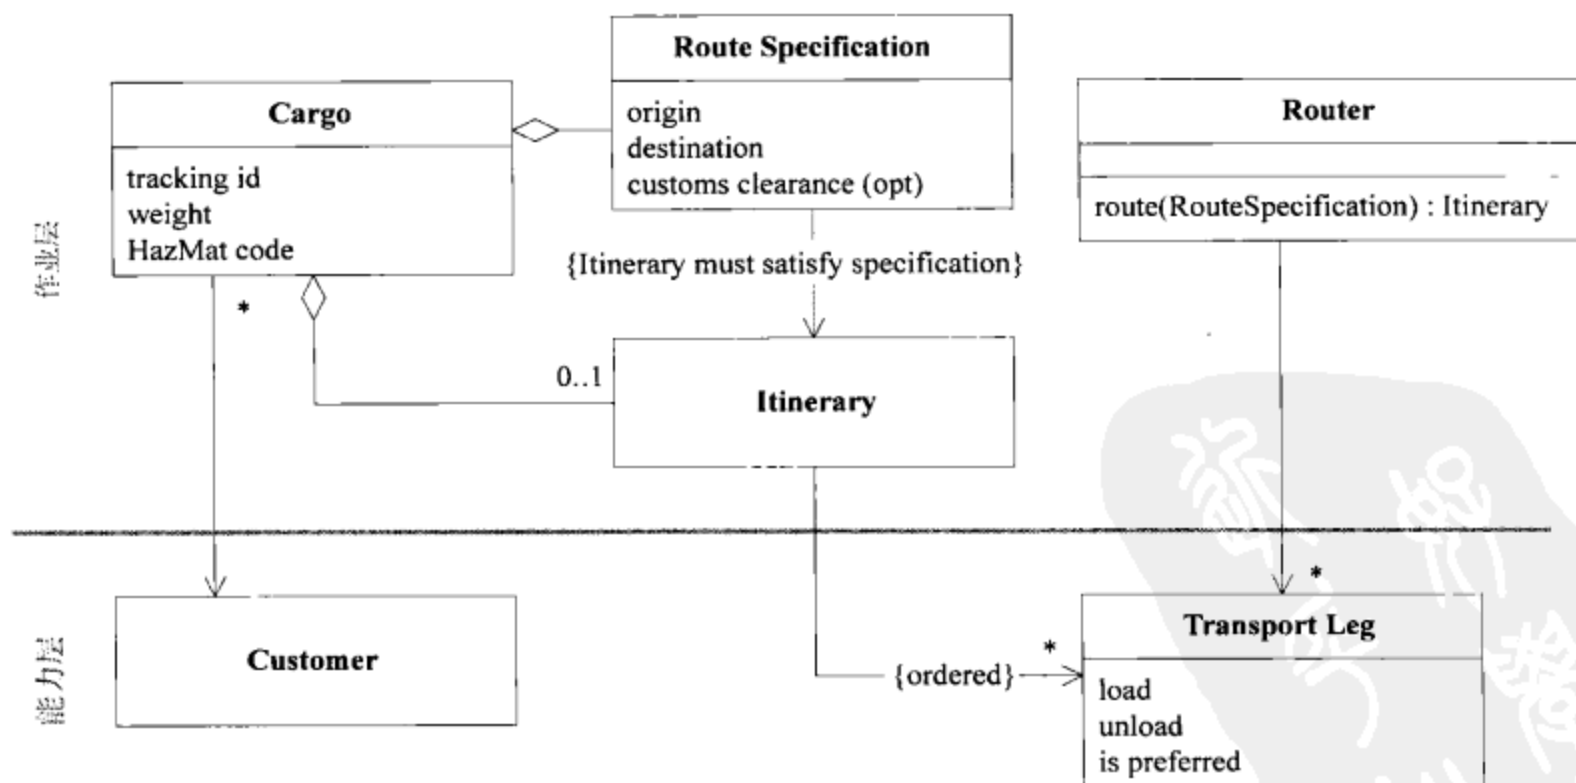 Route Specification
origin
destination
customs clearance (opt)
Cargo
tracking id
weight
HazMat code
Router
route(RouteSpecification) : Itinerary
作业层
{Itinerary must satisfy specification}
*
0..1
Itinerary
能力层
Customer
{ordered}
*
*
Transport Leg
load
unload
is preferred